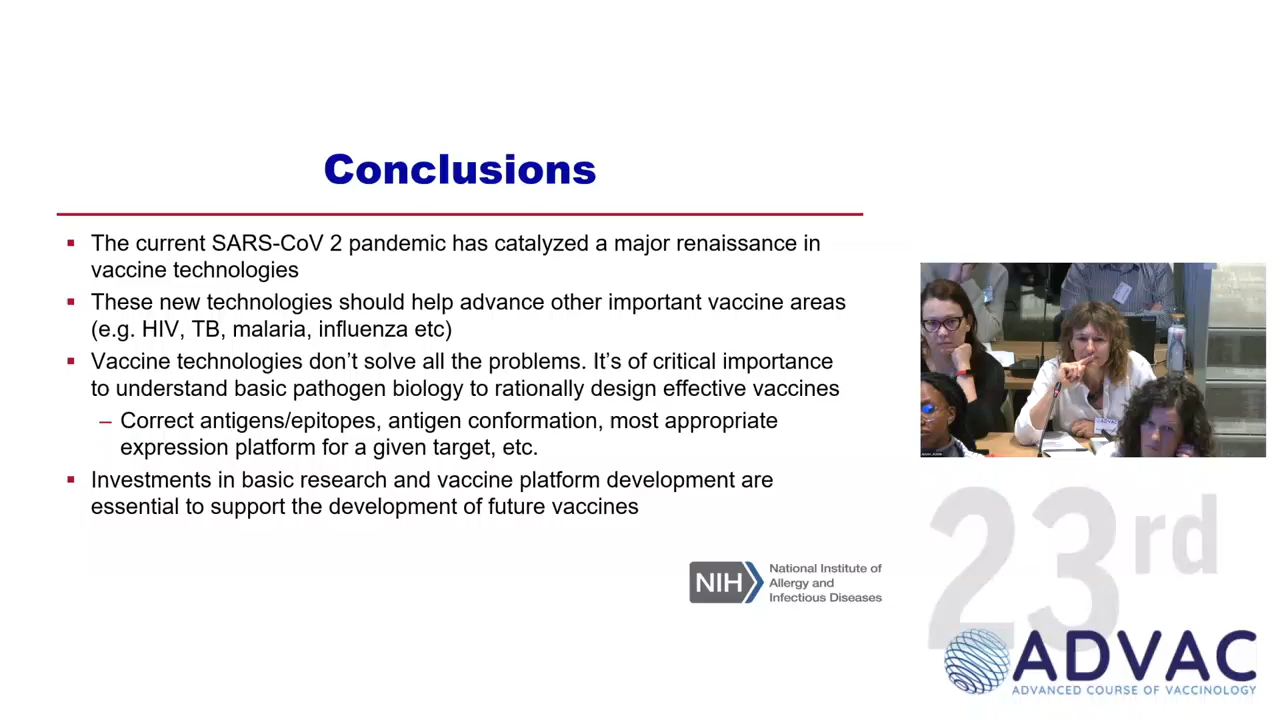 Conclusions
▪ The current SARS-CoV 2 pandemic has catalyzed a major renaissance in
vaccine technologies
▪ These new technologies should help advance other important vaccine areas
(e.g. HIV, TB, malaria, influenza etc)
▪ Vaccine technologies don’t solve all the problems. It’s of critical importance
to understand basic pathogen biology to rationally design effective vaccines
– Correct antigens/epitopes, antigen conformation, most appropriate
expression platform for a given target, etc.
▪ Investments in basic research and vaccine platform development are
essential to support the development of future vaccines
NIH
National Institute of
Allergy and
Infectious Diseases
ADVAC
23rd
ADVAC
ADVANCED COURSE OF VACCINOLOGY